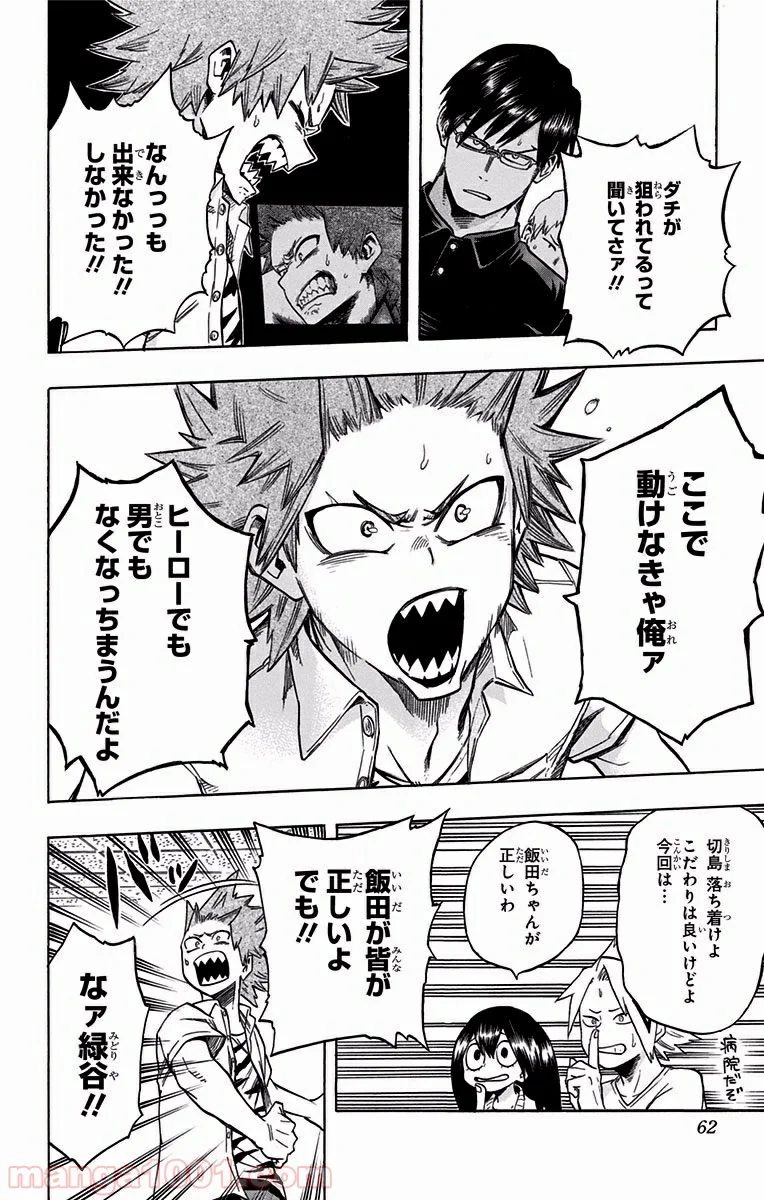 ダチが
狙われてるって
聞いてさァ!!
なんっっも
出来なかった!!
しなかった!!
ここで
動けなきゃ俺ァ
ヒーローでも
男でも
なくなっちまうんだよ
切島 落ち着けよ
こだわりは良いけどよ
今回は…
飯田ちゃんが
正しいわ
病院だぞ
飯田が皆が
正しいよ
でも!!
なァ緑谷!!
62
manga1001.com